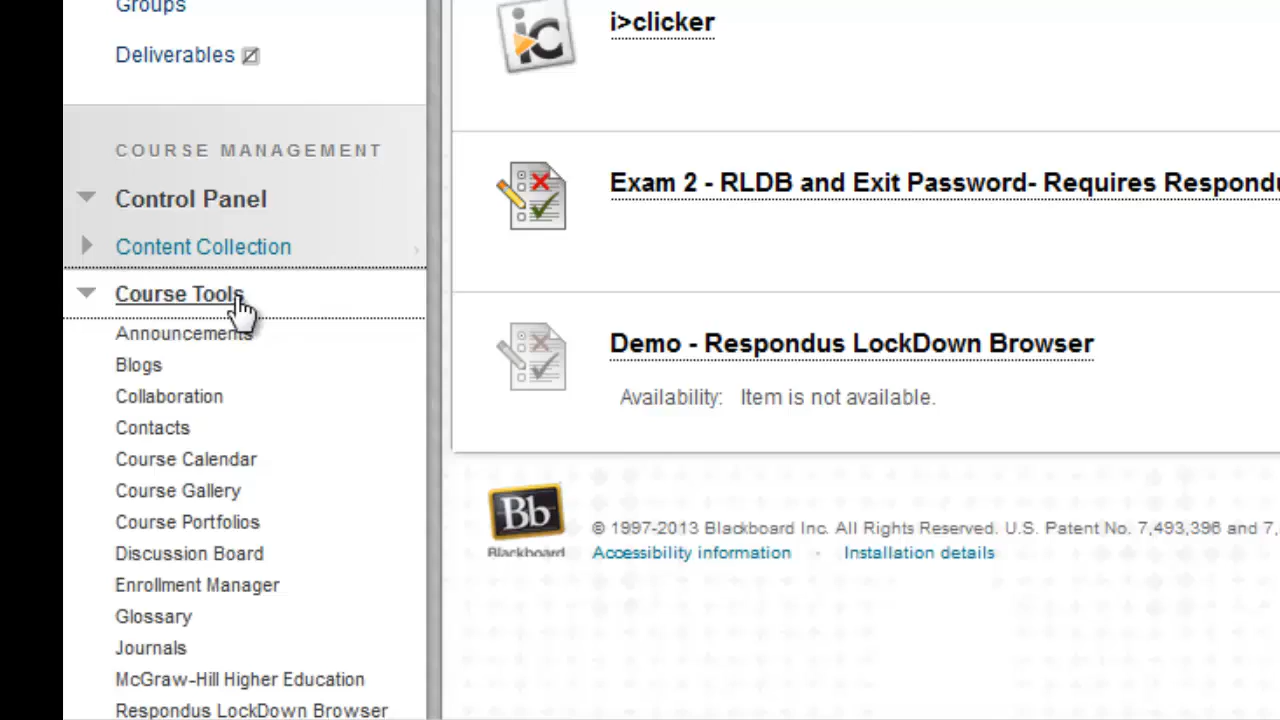 Groups
Deliverables
COURSE MANAGEMENT
Control Panel
Content Collection
Course Tools
Announcements
Blogs
Collaboration
Contacts
Course Calendar
Course Gallery
Course Portfolios
Discussion Board
Enrollment Manager
Glossary
Journals
McGraw-Hill Higher Education
Respondus LockDown Browser
ic
i>clicker
Exam 2 - RLDB and Exit Password- Requires Respondu
Demo - Respondus LockDown Browser
Availability: Item is not available.
Bb
Blackboard
© 1997-2013 Blackboard Inc. All Rights Reserved. U.S. Patent No. 7,493,396 and 7,
Accessibility information · Installation details